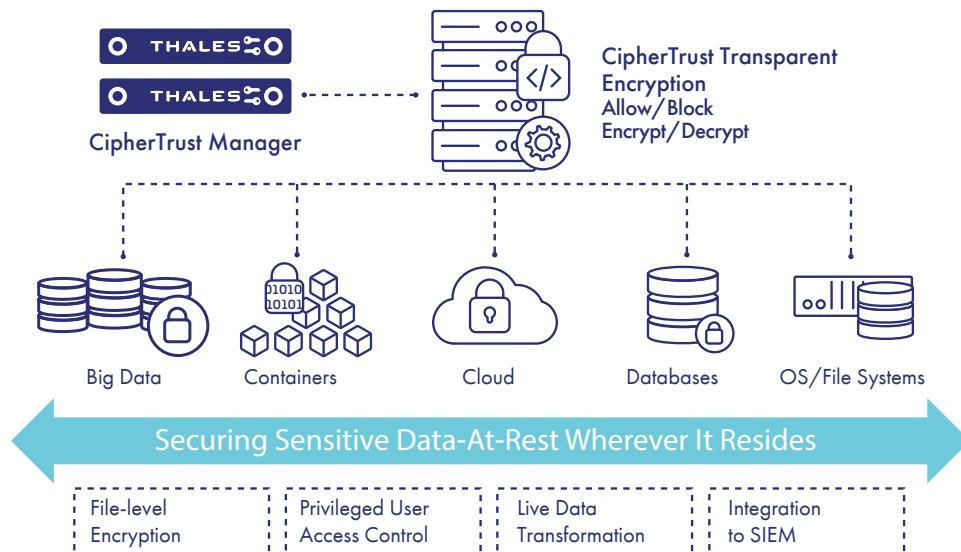 THALES
THALES
CipherTrust Manager
CipherTrust Transparent
Encryption
Allow/Block
Encrypt/Decrypt
01010
10101
Big Data
Containers
Cloud
Databases
OS/File Systems
Securing Sensitive Data-At-Rest Wherever It Resides
File-level
Encryption
Privileged User
Access Control
Live Data
Transformation
Integration
to SIEM